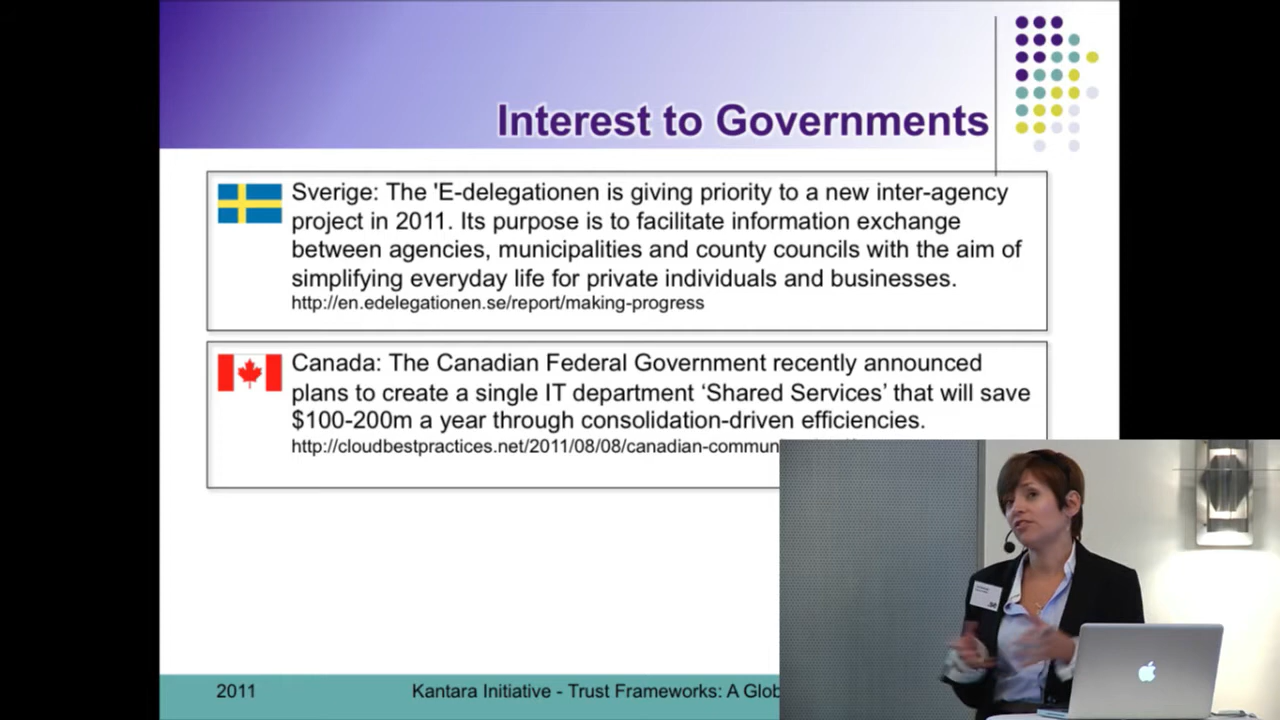 Interest to Governments
Sverige: The 'E-delegationen is giving priority to a new inter-agency
project in 2011. Its purpose is to facilitate information exchange
between agencies, municipalities and county councils with the aim of
simplifying everyday life for private individuals and businesses.
http://en.edelegationen.se/report/making-progress
Canada: The Canadian Federal Government recently announced
plans to create a single IT department ‘Shared Services’ that will save
$100-200m a year through consolidation-driven efficiencies.
http://cloudbestpractices.net/2011/08/08/canadian-commun
2011
Kantara Initiative - Trust Frameworks: A Glob